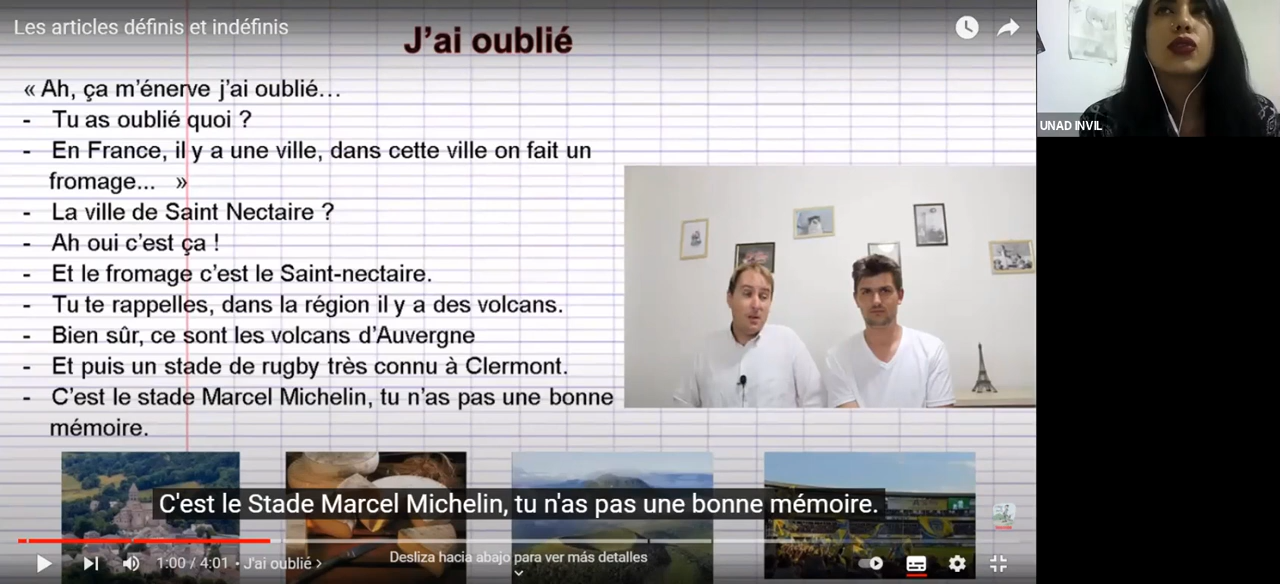 Les articles définis et indéfinis
J'ai oublié
« Ah, ça m'énerve j'ai oublié…
- Tu as oublié quoi ?
- En France, il y a une ville, dans cette ville on fait un
fromage... »
- La ville de Saint Nectaire ?
- Ah oui c'est ça !
- Et le fromage c'est le Saint-nectaire.
- Tu te rappelles, dans la région il y a des volcans.
- Bien sûr, ce sont les volcans d'Auvergne
- Et puis un stade de rugby très connu à Clermont.
- C'est le stade Marcel Michelin, tu n'as pas une bonne
mémoire.
C'est le Stade Marcel Michelin, tu n'as pas une bonne mémoire.
1:00 / 4:01 • J'ai oublié >
Desliza hacia abajo para ver más detalles
UNAD INVIL